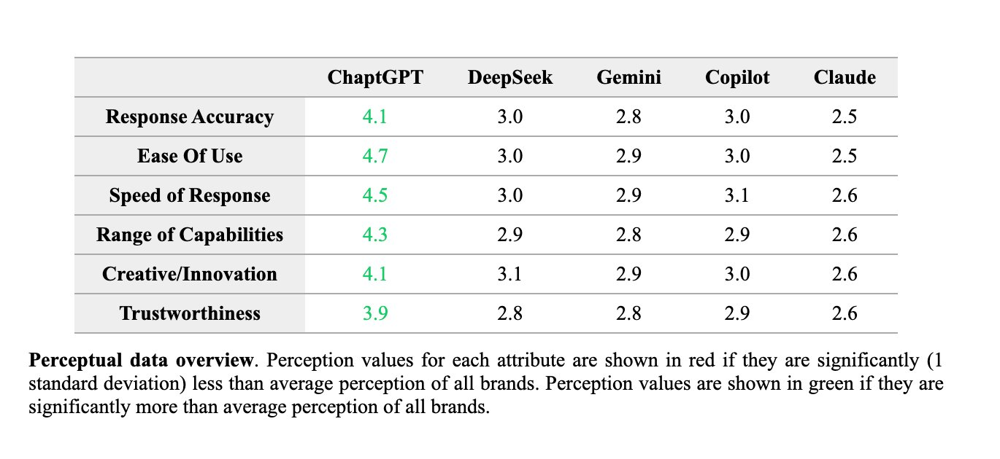 ChaptGPT DeepSeek Gemini Copilot Claude
Response Accuracy 4.1 3.0 2.8 3.0 2.5
Ease Of Use 4.7 3.0 2.9 3.0 2.5
Speed of Response 4.5 3.0 2.9 3.1 2.6
Range of Capabilities 4.3 2.9 2.8 2.9 2.6
Creative/Innovation 4.1 3.1 2.9 3.0 2.6
Trustworthiness 3.9 2.8 2.8 2.9 2.6
Perceptual data overview. Perception values for each attribute are shown in red if they are significantly (1
standard deviation) less than average perception of all brands. Perception values are shown in green if they are
significantly more than average perception of all brands.